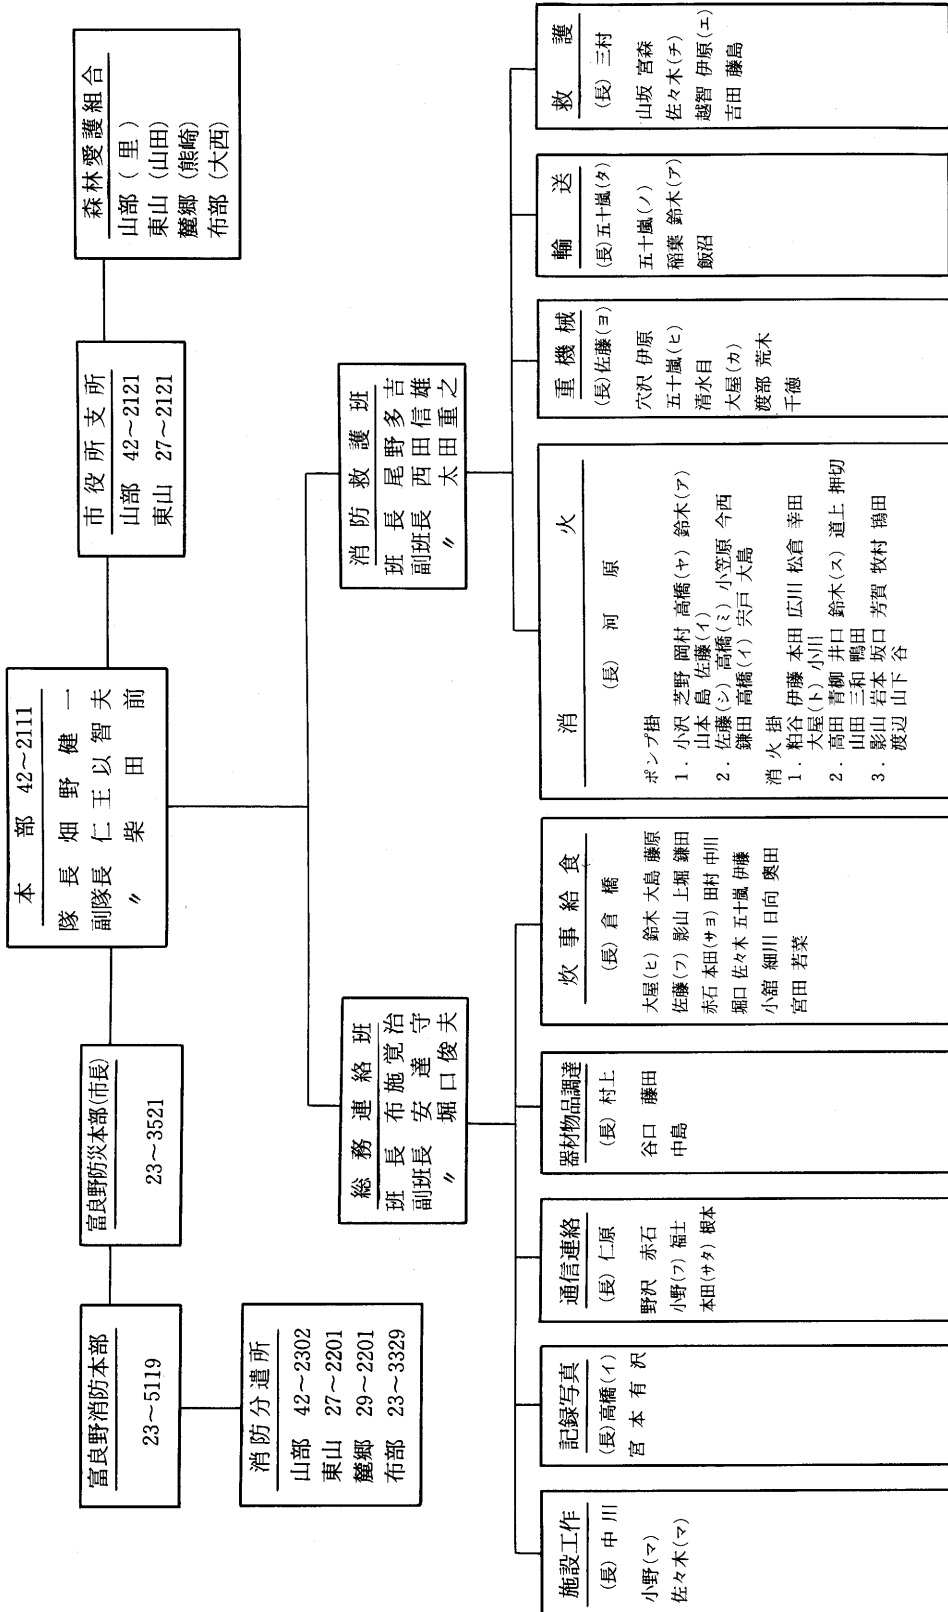 本 部 42～2111
隊 長 畑 野 健 一
副隊長 仁 王 以 智 夫
〃 柴 田 前
富良野防災本部(市長)
23～3521
富良野消防本部
23～5119
消 防 分 遣 所
山部 42～2302
東山 27～2201
麓郷 29～2201
布部 23～3329
市 役 所 支 所
山部 42～2121
東山 27～2121
森 林 愛 護 組 合
山部 ( 里 )
東山 (山田)
麓郷 (熊崎)
布部 (大西)
総 務 連 絡 班
班 長 布 施 覚 治
副班長 安 達 守
〃 堀 口 俊 夫
消 防 救 護 班
班 長 尾 野 多 吉
副班長 西 田 信 雄
〃 太 田 重 之
施設工作
(長) 中 川
小野(マ)
佐々木(マ)
記録写真
(長)高橋(イ)
宮 本 有 沢
通信連絡
(長) 仁原
野沢 赤石
小野(フ) 福士
本田(サタ) 根本
器材物品調達
(長) 村上
谷口 藤田
中島
炊 事 給 食
(長) 倉 橋
大屋(ヒ) 鈴木 大島 藤原
佐藤(フ) 影山 上堀 鎌田
赤石 本田(サヨ) 田村 中川
堀口 佐々木 五十嵐 伊藤
小舘 細川 日向 奥田
宮田 若菜
消 火
(長) 河 原
ポンプ掛
1．小沢 芝野 岡村 高橋(ヤ) 鈴木(ア)
山本 島 佐藤(イ)
2．佐藤(シ) 高橋(ミ) 小笠原 今西
鎌田 高橋(イ) 宍戸 大島
消 火 掛
1．粕谷 伊藤 本田 広川 松倉 幸田
大屋(ト) 小川
2．高田 青柳 井口 鈴木(ス) 道上 押切
山田 三和 鴨田
3．影山 岩本 坂口 芳賀 牧村 鴇田
渡辺 山下 谷
重 機 械
(長)佐藤(ヨ)
穴沢 伊原
五十嵐(ヒ)
清水目
大屋(カ)
渡部 荒木
千徳
輸 送
(長)五十嵐(タ)
五十嵐(ノ)
稲葉 鈴木(ア)
飯沼
救 護
(長) 三村
山坂 宮森
佐々木(チ)
越智 伊原(エ)
吉田 藤島